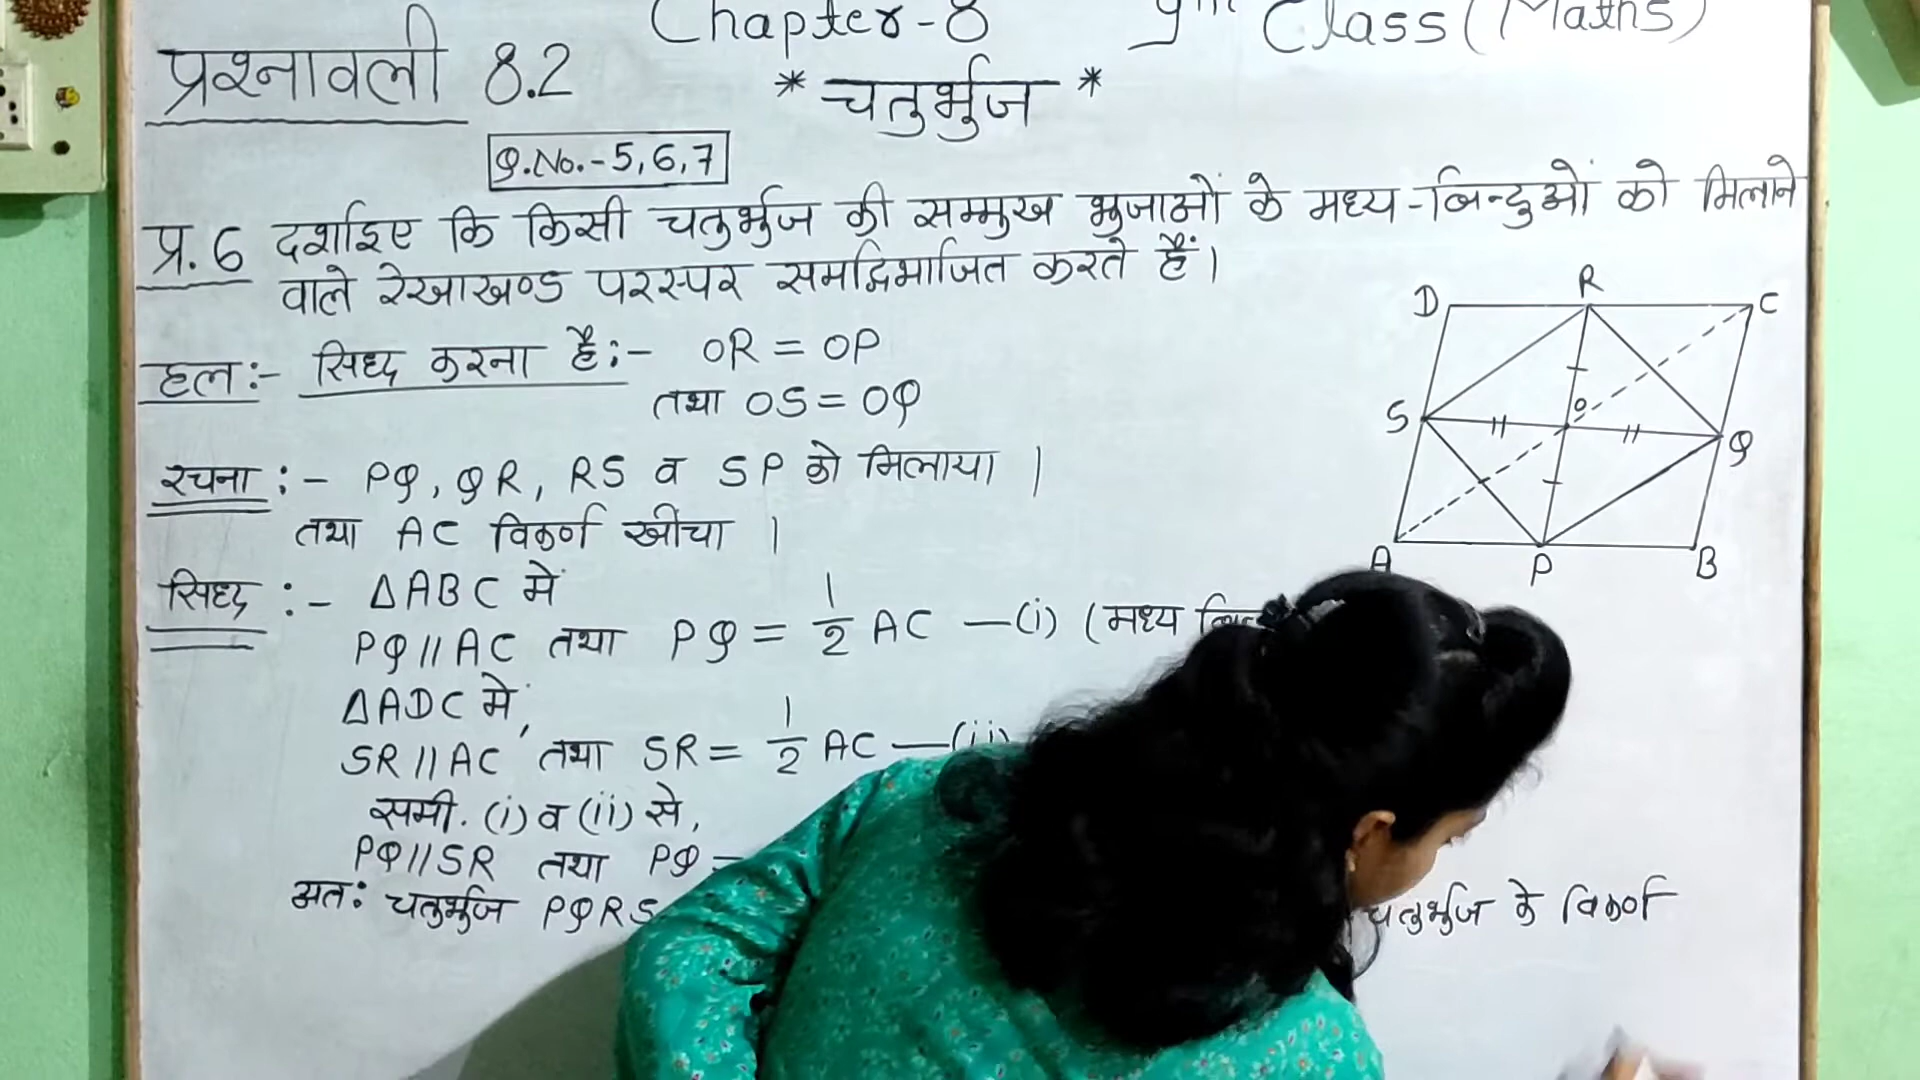 Chapter-8 9th Class (Maths)
प्रश्नावली 8.2
* चतुर्भुज *
Q.No.-5,6,7
प्र.6 दर्शाइए कि किसी चतुर्भुज की सम्मुख भुजाओं के मध्य-बिन्दुओं को मिलाने
वाले रेखाखण्ड परस्पर समद्विभाजित करते हैं।
हल:- सिध्द करना है:- OR = OP
तथा OS = OQ
रचना :- PQ, QR, RS व SP को मिलाया |
तथा AC विकर्ण खींचा |
सिध्द :- ΔABC में
PQ || AC तथा PQ = 1/2 AC —(i) (मध्य
ΔADC में,
SR || AC तथा SR = 1/2 AC —(ii)
समी. (i) व (ii) से,
PQ || SR तथा PQ =
अत: चतुर्भुज PQRS चतुर्भुज के विकर्ण
D R C
S O Q
A P B